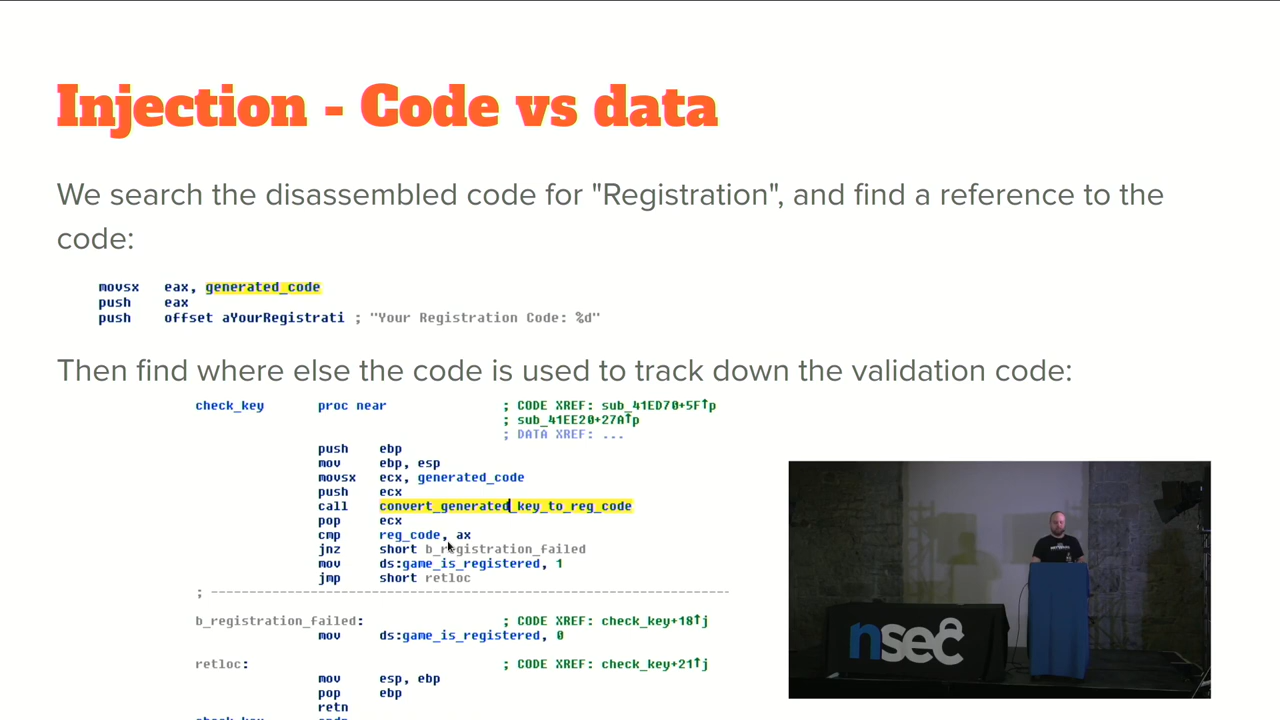 Injection - Code vs data
We search the disassembled code for "Registration", and find a reference to the
code:
movsx eax, generated_code
push eax
push offset aYourRegistrati ; "Your Registration Code: %d"
Then find where else the code is used to track down the validation code:
check_key proc near ; CODE XREF: sub_41ED70+5F↑p
; sub_41EE20+27A↑p
; DATA XREF: ...
push ebp
mov ebp, esp
movsx ecx, generated_code
push ecx
call convert_generated_key_to_reg_code
pop ecx
cmp reg_code, ax
jnz short b_registration_failed
mov ds:game_is_registered, 1
jmp short retloc
; ---------------------------------------------------------------
b_registration_failed: ; CODE XREF: check_key+18↑j
mov ds:game_is_registered, 0
retloc: ; CODE XREF: check_key+21↑j
mov esp, ebp
pop ebp
retn
nsec